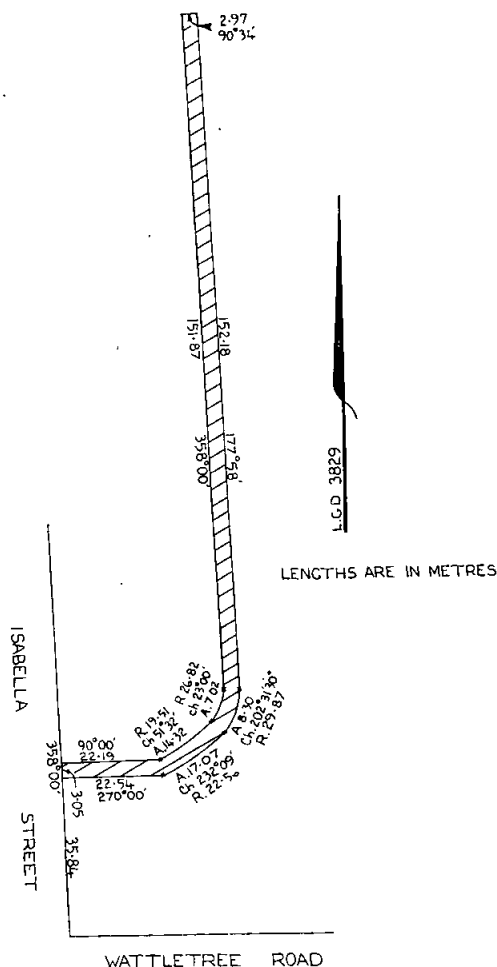 2.97
90°34'
151.87
152.18
358°00'
177°58'
L.G.D 3829
LENGTHS ARE IN METRES
ISABELLA
STREET
R.26.82
Ch 23°00'
A.7.02
R.19.51
Ch 51°32'
A.14.32
A 8.30
Ch. 202°31'30"
R.29.87
90°00'
22.19
A.17.07
Ch 232°09'
22.54
270°00'
358°00'
3.05
35.84
WATTLETREE ROAD